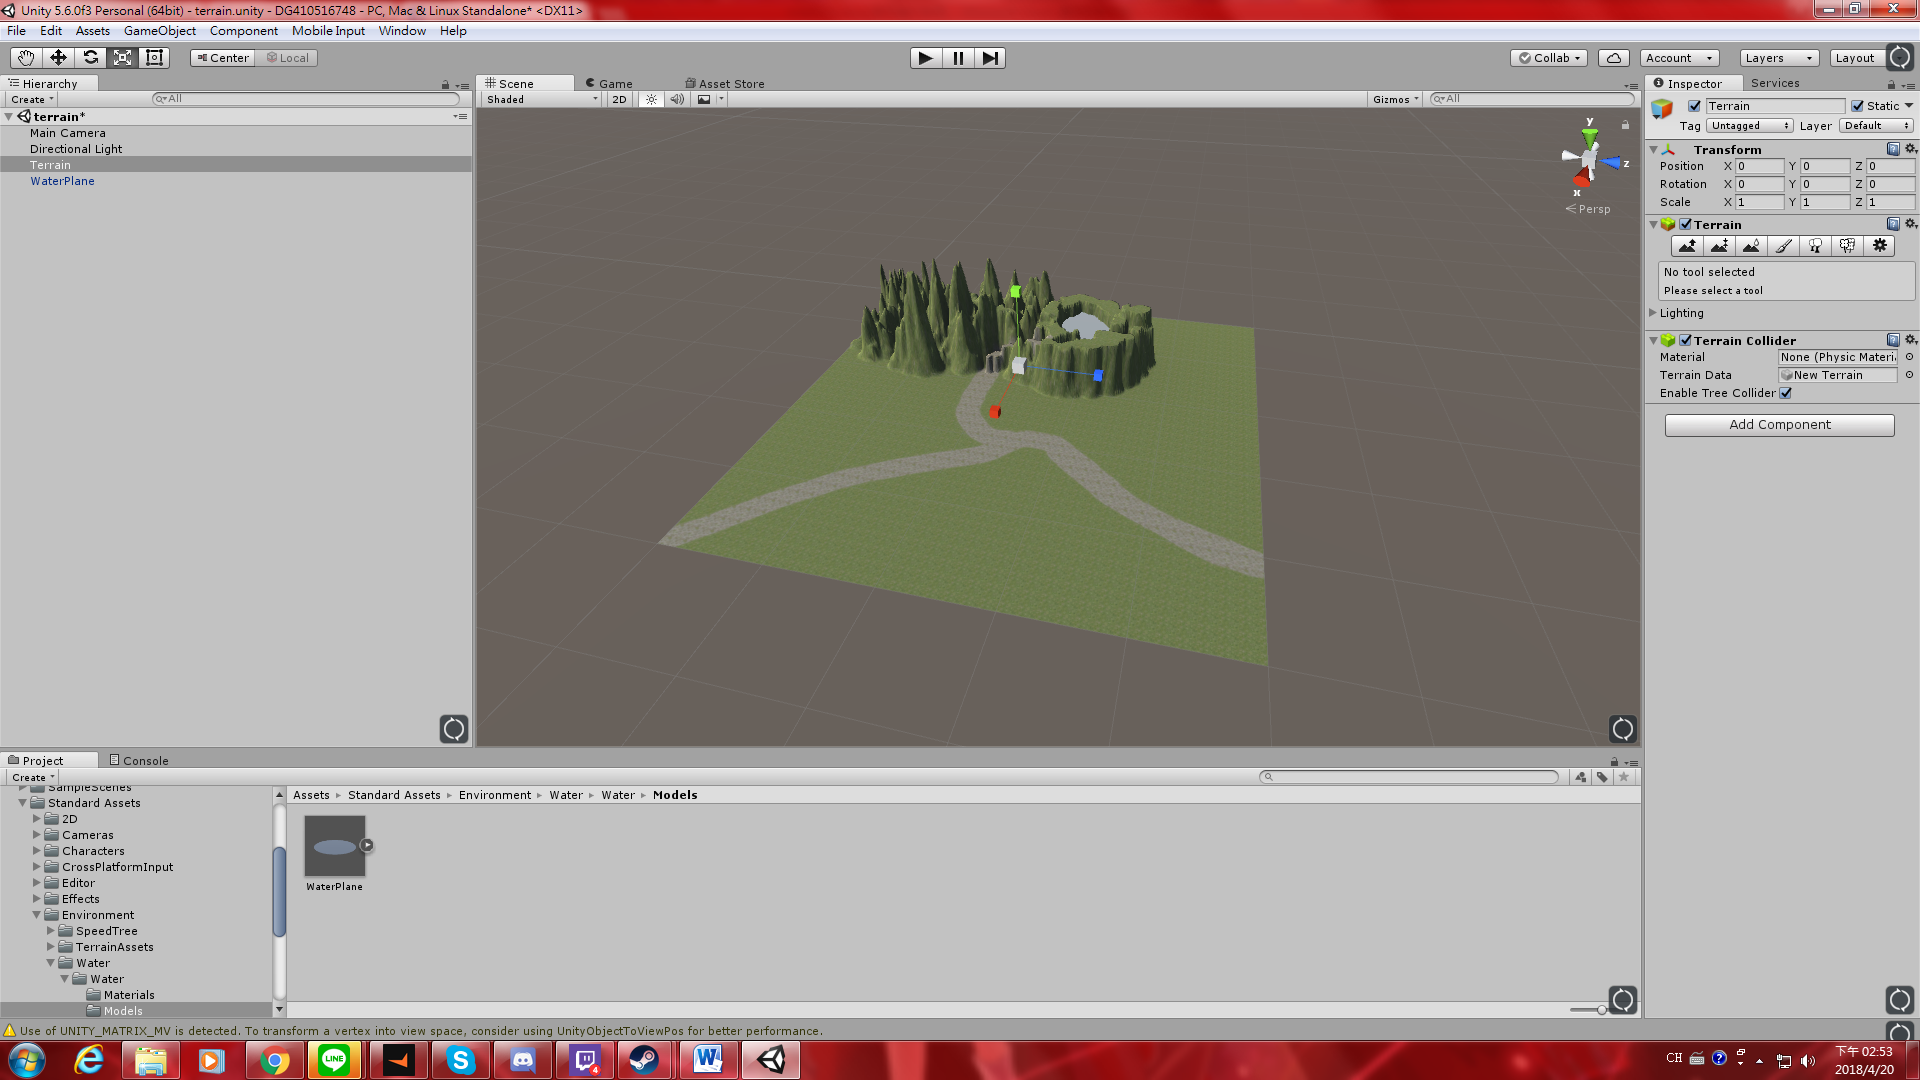 Unity 5.6.0f3 Personal (64bit) - terrain.unity - DG410516748 - PC, Mac & Linux Standalone* <DX11>
File Edit Assets GameObject Component Mobile Input Window Help
Center Local
Collab Account Layers Layout
Hierarchy
Create All
terrain*
Main Camera
Directional Light
Terrain
WaterPlane
Scene Game Asset Store
Shaded 2D Gizmos All
y
z
x
Persp
Inspector Services
Terrain Static
Tag Untagged Layer Default
Transform
Position X 0 Y 0 Z 0
Rotation X 0 Y 0 Z 0
Scale X 1 Y 1 Z 1
Terrain
No tool selected
Please select a tool
Lighting
Terrain Collider
Material None (Physic Materi
Terrain Data New Terrain
Enable Tree Collider
Add Component
Project Console
Create
SampleScenes
Standard Assets
2D
Cameras
Characters
CrossPlatformInput
Editor
Effects
Environment
SpeedTree
TerrainAssets
Water
Water
Materials
Models
Assets Standard Assets Environment Water Water Models
WaterPlane
Use of UNITY_MATRIX_MV is detected. To transform a vertex into view space, consider using UnityObjectToViewPos for better performance.
LINE
4
CH
下午 02:53
2018/4/20